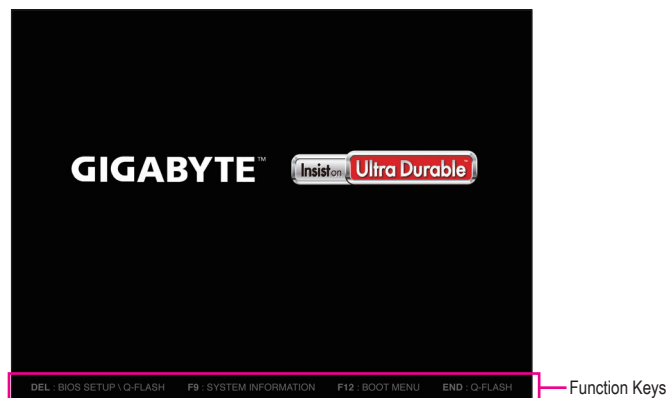 GIGABYTE™ Insist on Ultra Durable™
DEL : BIOS SETUP \ Q-FLASH F9 : SYSTEM INFORMATION F12 : BOOT MENU END : Q-FLASH
Function Keys